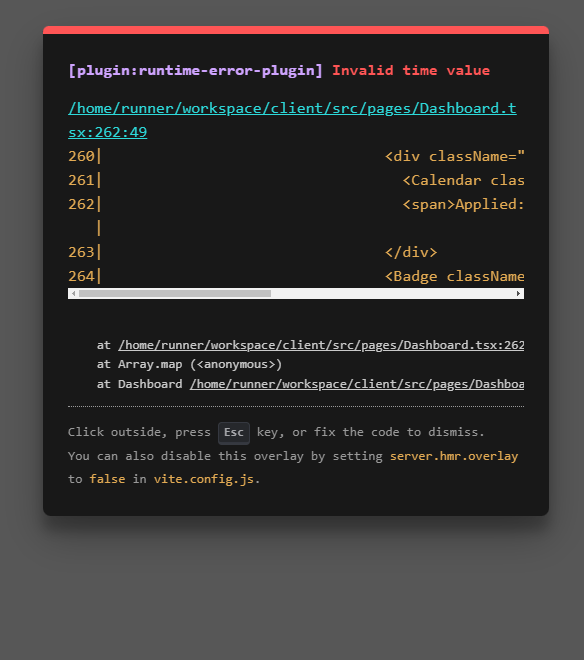 [plugin:runtime-error-plugin] Invalid time value
/home/runner/workspace/client/src/pages/Dashboard.t
sx:262:49
260| <div className="
261| <Calendar clas
262| <span>Applied:
|
263| </div>
264| <Badge className
at /home/runner/workspace/client/src/pages/Dashboard.tsx:262
at Array.map (<anonymous>)
at Dashboard /home/runner/workspace/client/src/pages/Dashboa
Click outside, press Esc key, or fix the code to dismiss.
You can also disable this overlay by setting server.hmr.overlay
to false in vite.config.js.